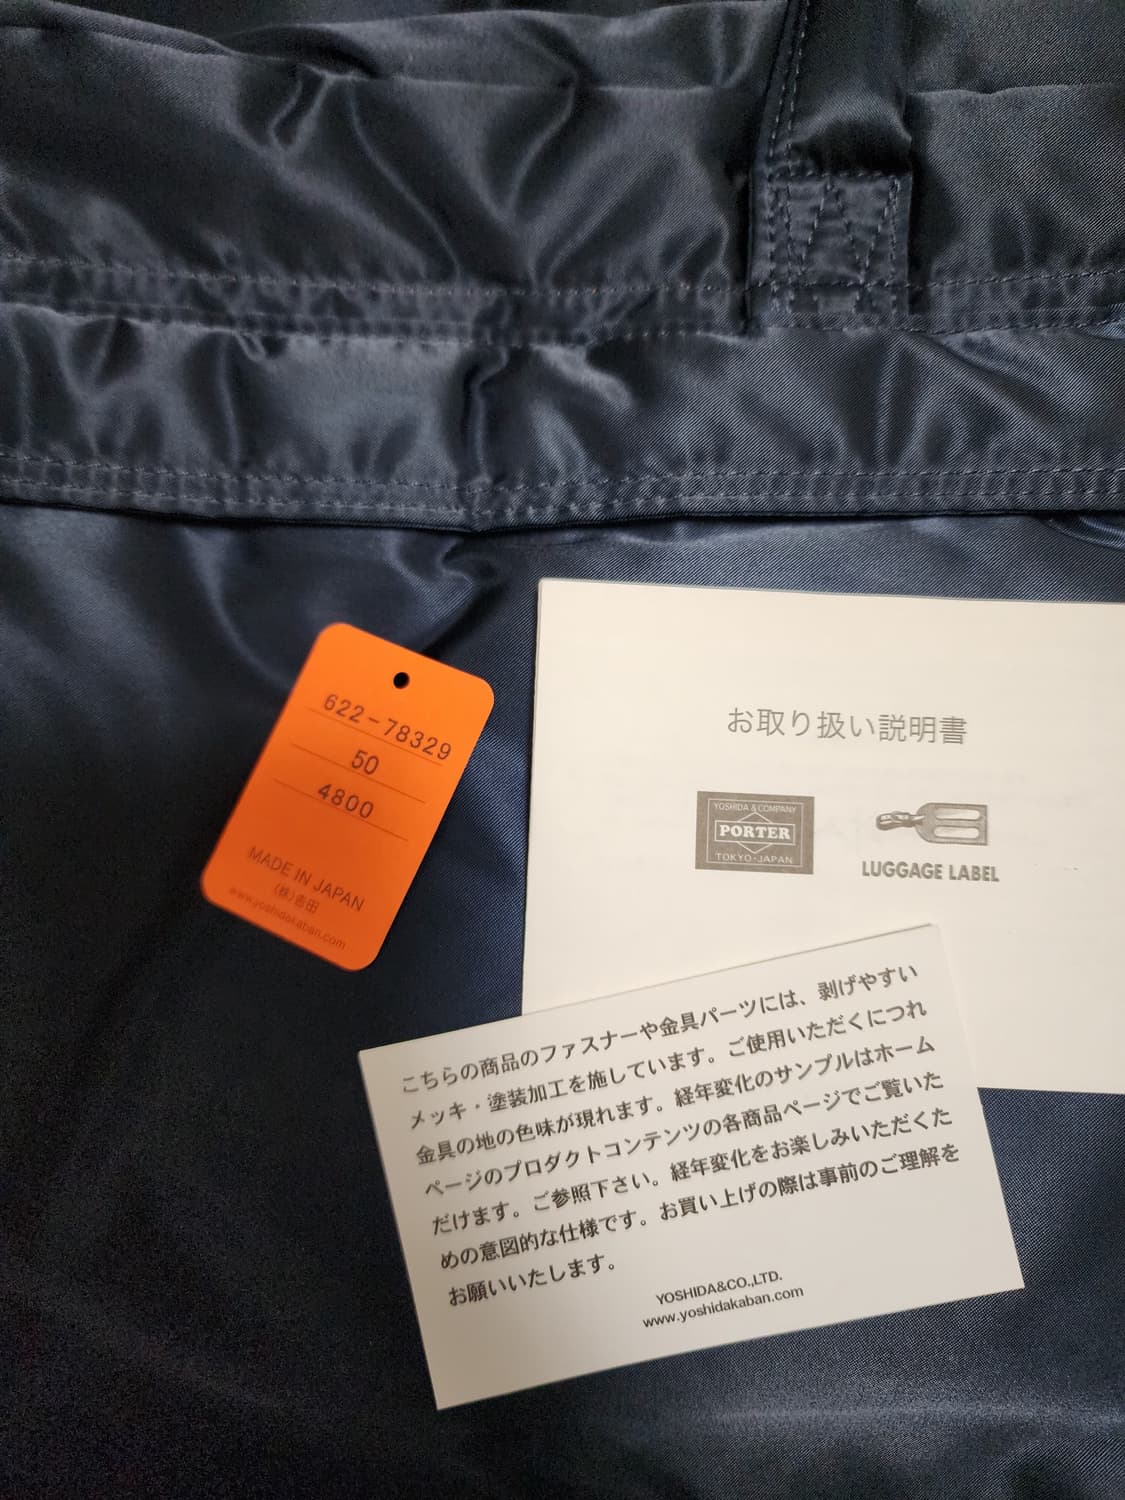 622-78329
50
4800
MADE IN JAPAN
(株)吉田
www.yoshidakaban.com
お取り扱い説明書
YOSHIDA & COMPANY
PORTER
TOKYO・JAPAN
LUGGAGE LABEL
こちらの商品のファスナーや金具パーツには、剥げやすい
メッキ・塗装加工を施しています。ご使用いただくにつれ
金具の地の色味が現れます。経年変化のサンプルはホーム
ページのプロダクトコンテンツの各商品ページでご覧いた
だけます。ご参照下さい。経年変化をお楽しみいただくた
めの意図的な仕様です。お買い上げの際は事前のご理解を
お願いいたします。
YOSHIDA&CO.,LTD.
www.yoshidakaban.com